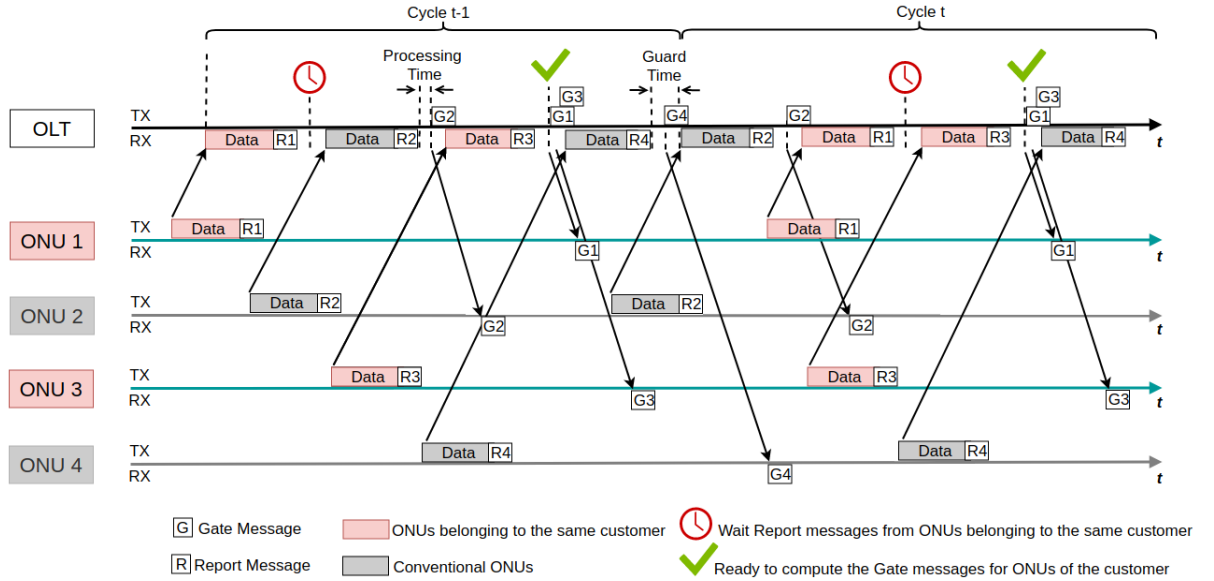 Cycle t-1
Cycle t
Processing
Time
Guard
Time
G3
G3
OLT
TX
G2
G1
G4
G2
G1
RX
Data
R1
Data
R2
Data
R3
Data
R4
Data
R2
Data
R1
Data
R3
Data
R4
t
ONU 1
TX
Data
R1
Data
R1
RX
G1
G1
t
ONU 2
TX
Data
R2
Data
R2
RX
G2
G2
t
ONU 3
TX
Data
R3
Data
R3
RX
G3
G3
t
ONU 4
TX
Data
R4
Data
R4
RX
G4
t
G Gate Message
ONUs belonging to the same customer
Wait Report messages from ONUs belonging to the same customer
R Report Message
Conventional ONUs
Ready to compute the Gate messages for ONUs of the customer